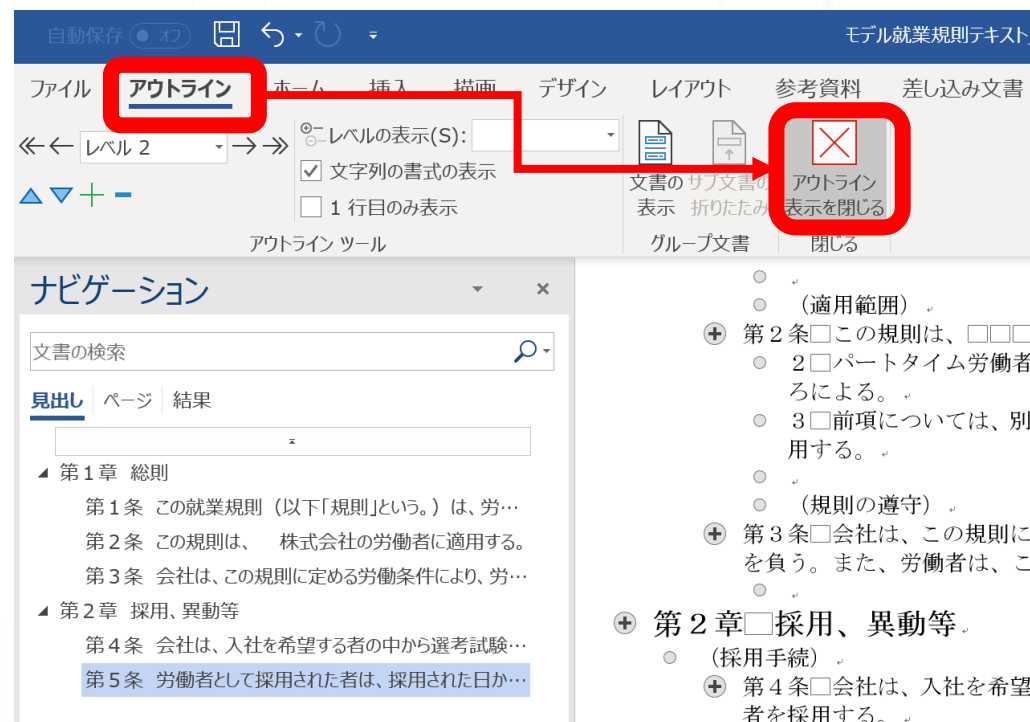 自動保存 オフ
モデル就業規則テキスト
ファイル アウトライン ホーム 挿入 描画 デザイン レイアウト 参考資料 差し込み文書
レベル 2
レベルの表示(S):
文字列の書式の表示
1 行目のみ表示
アウトライン ツール
文書の
表示
サブ文書の
折りたたみ
グループ文書
アウトライン
表示を閉じる
閉じる
ナビゲーション
文書の検索
見出し ページ 結果
第1章 総則
第1条 この就業規則（以下「規則」という。）は、労…
第2条 この規則は、 株式会社の労働者に適用する。
第3条 会社は、この規則に定める労働条件により、労…
第2章 採用、異動等
第4条 会社は、入社を希望する者の中から選考試験…
第5条 労働者として採用された者は、採用された日か…
（適用範囲）
第２条□この規則は、□□□
２□パートタイム労働者
ろによる。
３□前項については、別
用する。
（規則の遵守）
第３条□会社は、この規則に
を負う。また、労働者は、こ
第２章□採用、異動等
（採用手続）
第４条□会社は、入社を希望
者を採用する。